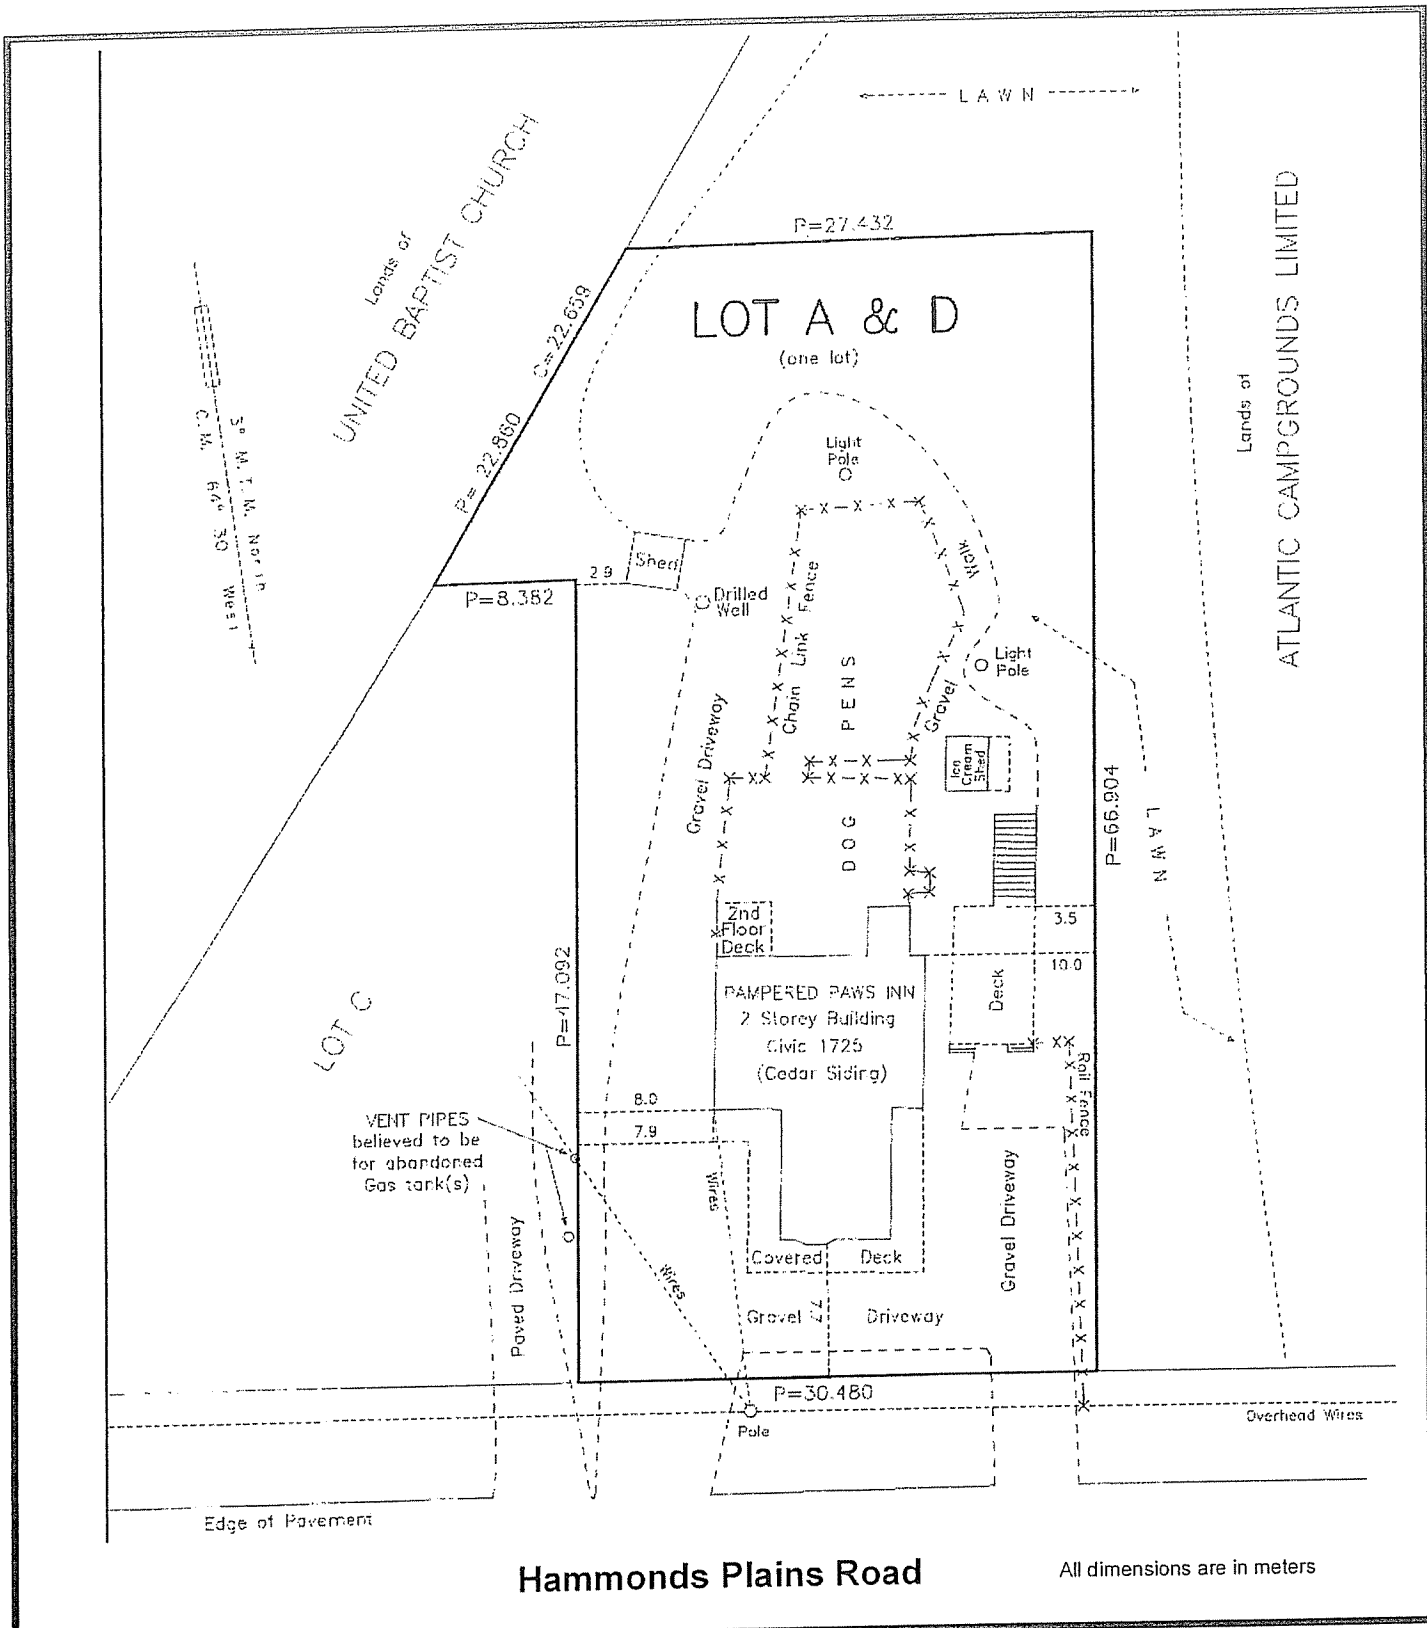 LAWN
Lands of
UNITED BAPTIST CHURCH
P=27.432
LOT A & D
(one lot)
C=22.659
P= 22.860
3° M.T.M. North
C.M. 64° 30 West
Lands of
ATLANTIC CAMPGROUNDS LIMITED
Light
Pole
Shed
2.9
P=8.382
Drilled
Well
Chain Link Fence
Walk
Gravel
Light
Pole
DOG PENS
Gravel Driveway
Cream
Shed
P=66.904
LAWN
2nd
Floor
Deck
3.5
10.0
Deck
P=17.092
PAMPERED PAWS INN
2 Storey Building
Civic 1725
(Cedar Siding)
LOT C
Rail Fence
8.0
7.9
VENT PIPES
believed to be
for abandoned
Gas tank(s)
Wires
Wires
Paved Driveway
Gravel Driveway
Covered Deck
Gravel 7.7 Driveway
P=30.480
Pole
Overhead Wires
Edge of Pavement
Hammonds Plains Road
All dimensions are in meters